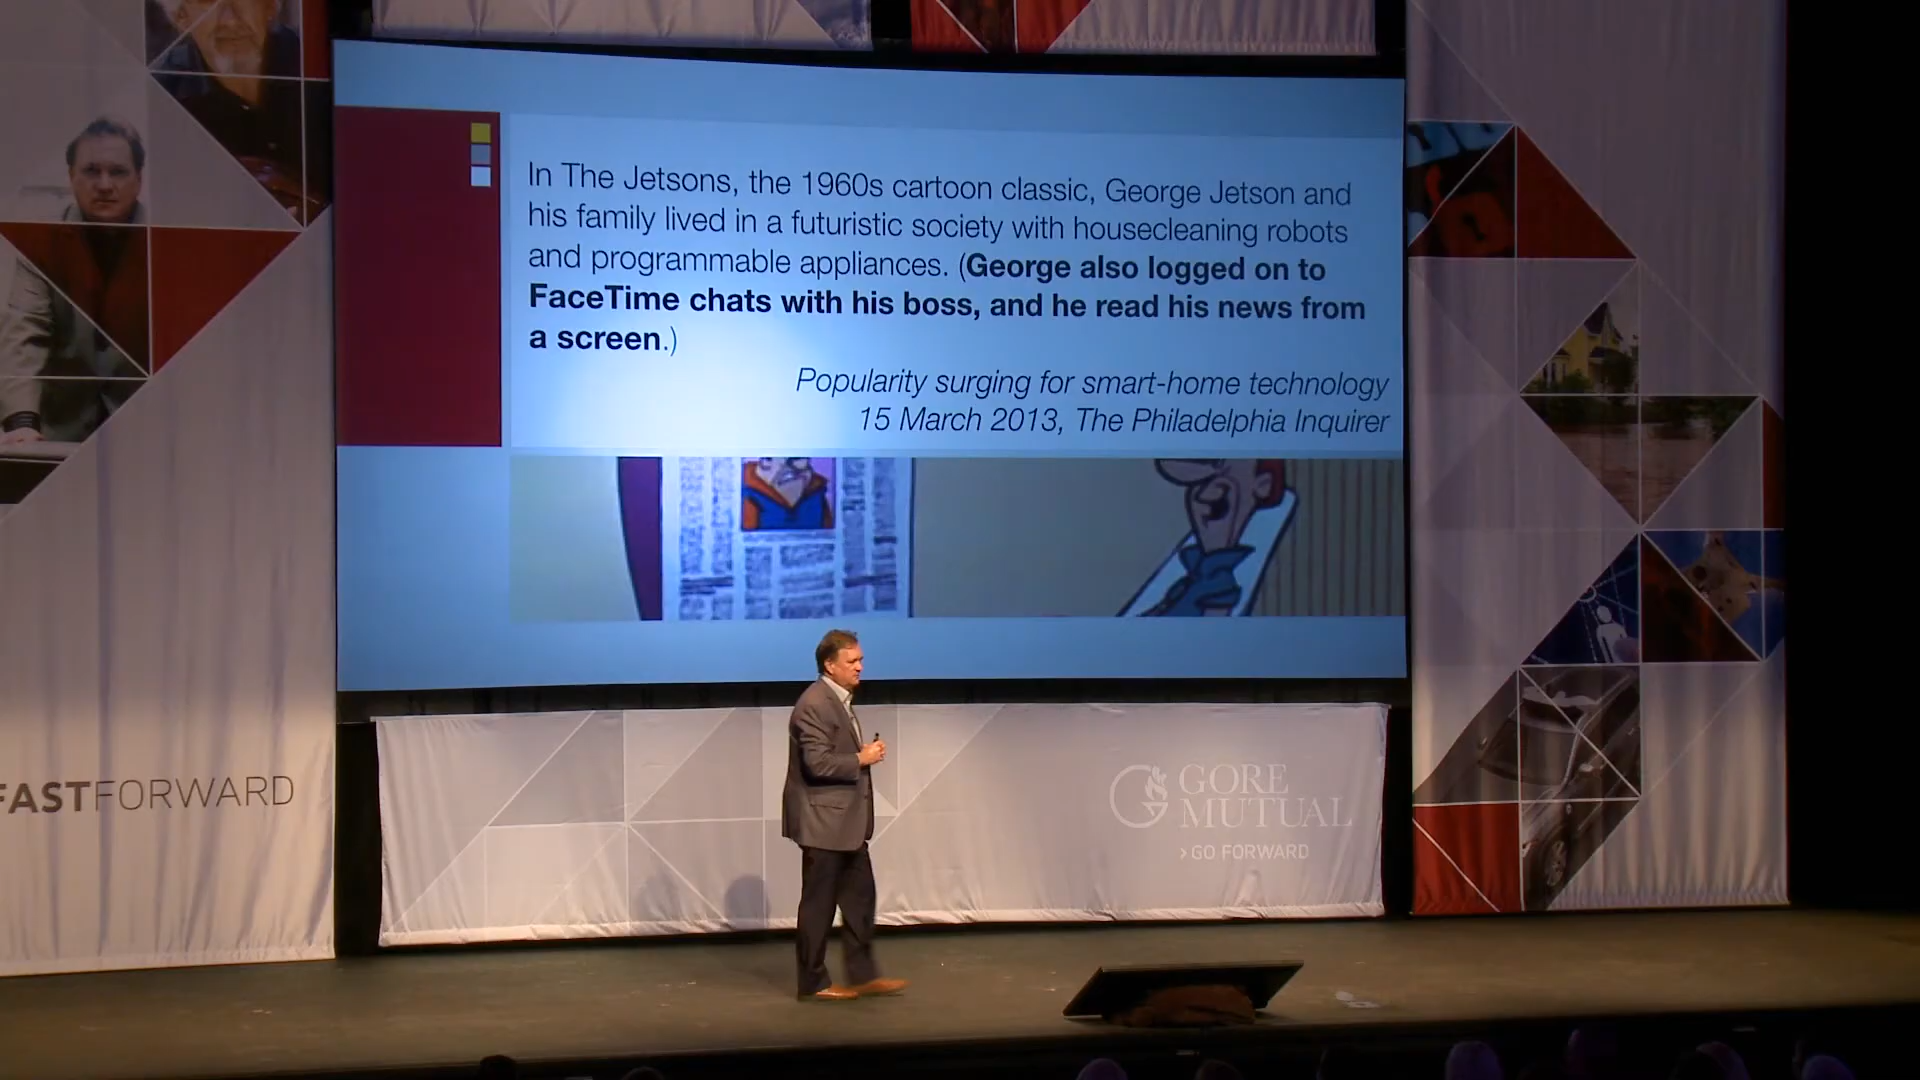 In The Jetsons, the 1960s cartoon classic, George Jetson and
his family lived in a futuristic society with housecleaning robots
and programmable appliances. (George also logged on to
FaceTime chats with his boss, and he read his news from
a screen.)
Popularity surging for smart-home technology
15 March 2013, The Philadelphia Inquirer
FASTFORWARD
GORE
MUTUAL
>GO FORWARD